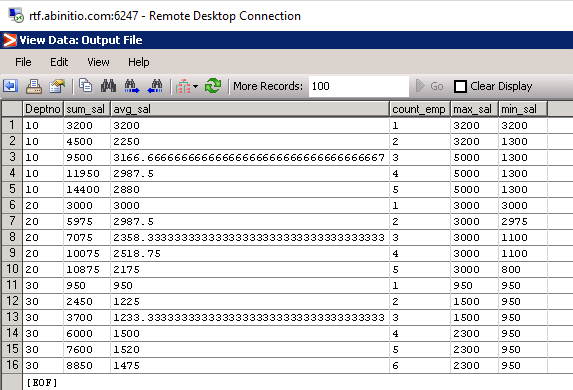 rtf.abinitio.com:6247 - Remote Desktop Connection
View Data: Output File
File Edit View Help
More Records: 100 Go Clear Display
Deptno sum_sal avg_sal count_emp max_sal min_sal
1 10 3200 3200 1 3200 3200
2 10 4500 2250 2 3200 1300
3 10 9500 3166.6666666666666666666666666666666667 3 5000 1300
4 10 11950 2987.5 4 5000 1300
5 10 14400 2880 5 5000 1300
6 20 3000 3000 1 3000 3000
7 20 5975 2987.5 2 3000 2975
8 20 7075 2358.3333333333333333333333333333333333 3 3000 1100
9 20 10075 2518.75 4 3000 1100
10 20 10875 2175 5 3000 800
11 30 950 950 1 950 950
12 30 2450 1225 2 1500 950
13 30 3700 1233.3333333333333333333333333333333333 3 1500 950
14 30 6000 1500 4 2300 950
15 30 7600 1520 5 2300 950
16 30 8850 1475 6 2300 950
[EOF]